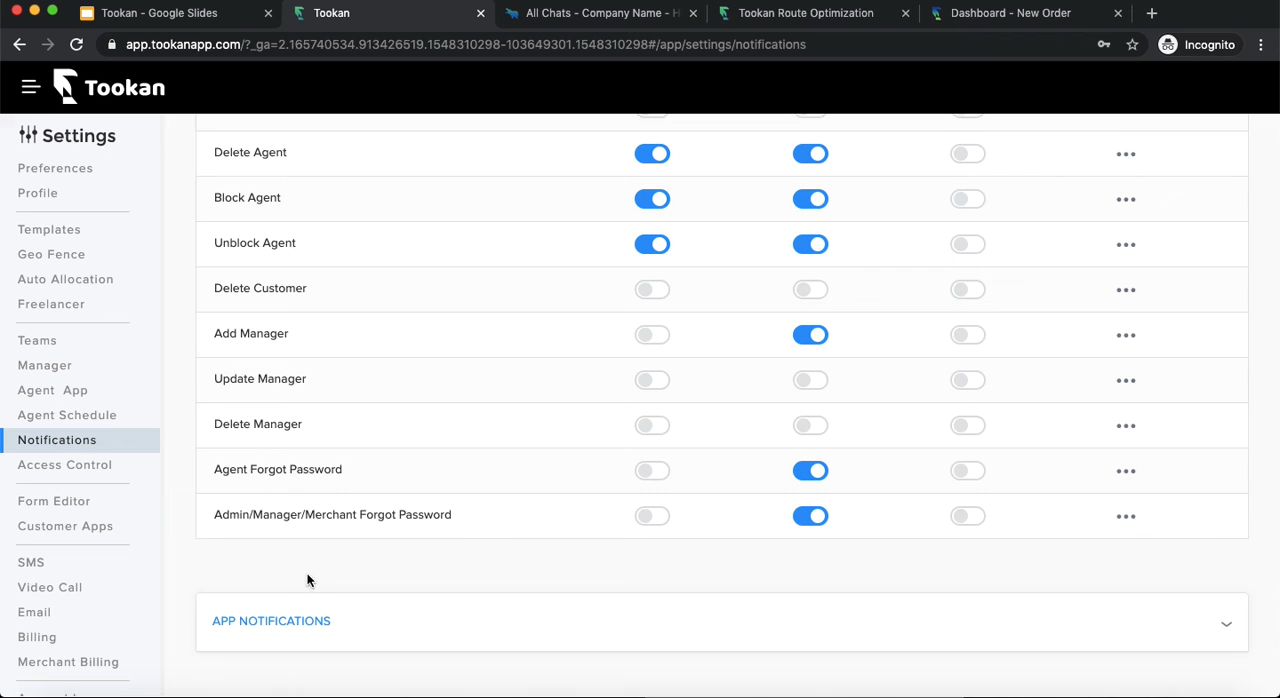 Tookan - Google Slides
Tookan
All Chats - Company Name - H
Tookan Route Optimization
Dashboard - New Order
app.tookanapp.com/?_ga=2.165740534.913426519.1548310298-103649301.1548310298#/app/settings/notifications
Incognito
Tookan
Settings
Preferences
Profile
Templates
Geo Fence
Auto Allocation
Freelancer
Teams
Manager
Agent App
Agent Schedule
Notifications
Access Control
Form Editor
Customer Apps
SMS
Video Call
Email
Billing
Merchant Billing
Delete Agent
Block Agent
Unblock Agent
Delete Customer
Add Manager
Update Manager
Delete Manager
Agent Forgot Password
Admin/Manager/Merchant Forgot Password
APP NOTIFICATIONS